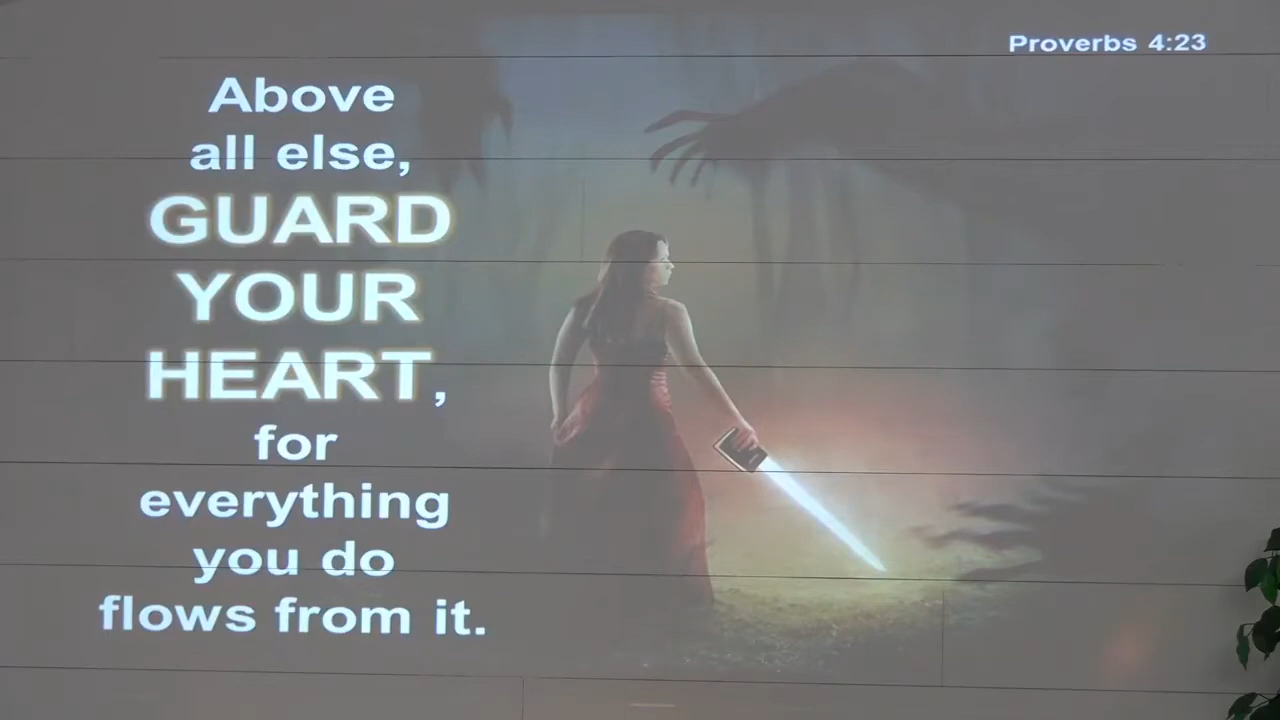 Proverbs 4:23
Above
all else,
GUARD
YOUR
HEART,
for
everything
you do
flows from it.